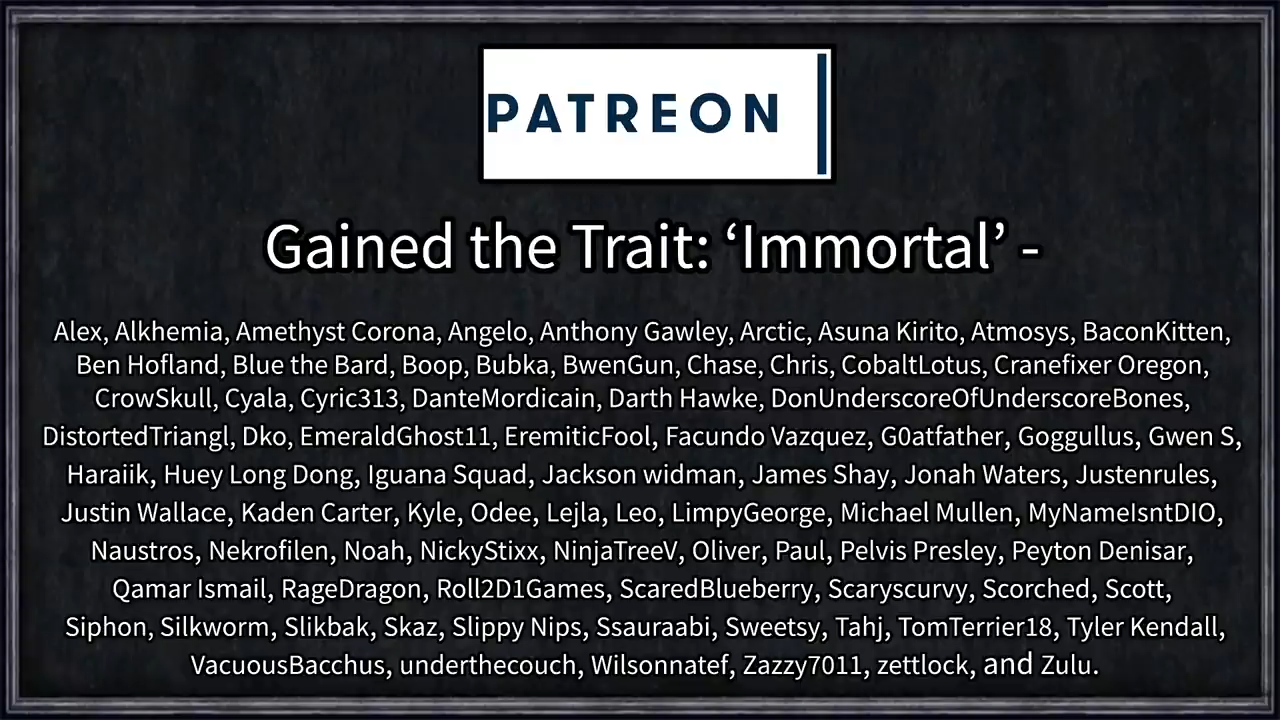 PATREON
Gained the Trait: ‘Immortal’ -
Alex, Alkhemia, Amethyst Corona, Angelo, Anthony Gawley, Arctic, Asuna Kirito, Atmosys, BaconKitten,
Ben Hofland, Blue the Bard, Boop, Bubka, BwenGun, Chase, Chris, CobaltLotus, Cranefixer Oregon,
CrowSkull, Cyala, Cyric313, DanteMordicain, Darth Hawke, DonUnderscoreOfUnderscoreBones,
DistortedTriangl, Dko, EmeraldGhost11, EremiticFool, Facundo Vazquez, G0atfather, Goggullus, Gwen S,
Haraiik, Huey Long Dong, Iguana Squad, Jackson widman, James Shay, Jonah Waters, Justenrules,
Justin Wallace, Kaden Carter, Kyle, Odee, Lejla, Leo, LimpyGeorge, Michael Mullen, MyNameIsntDIO,
Naustros, Nekrofilen, Noah, NickyStixx, NinjaTreeV, Oliver, Paul, Pelvis Presley, Peyton Denisar,
Qamar Ismail, RageDragon, Roll2D1Games, ScaredBlueberry, Scaryscurvy, Scorched, Scott,
Siphon, Silkworm, Slikbak, Skaz, Slippy Nips, Ssauraabi, Sweetsy, Tahj, TomTerrier18, Tyler Kendall,
VacuousBacchus, underthecouch, Wilsonnatef, Zazzy7011, zettlock, and Zulu.